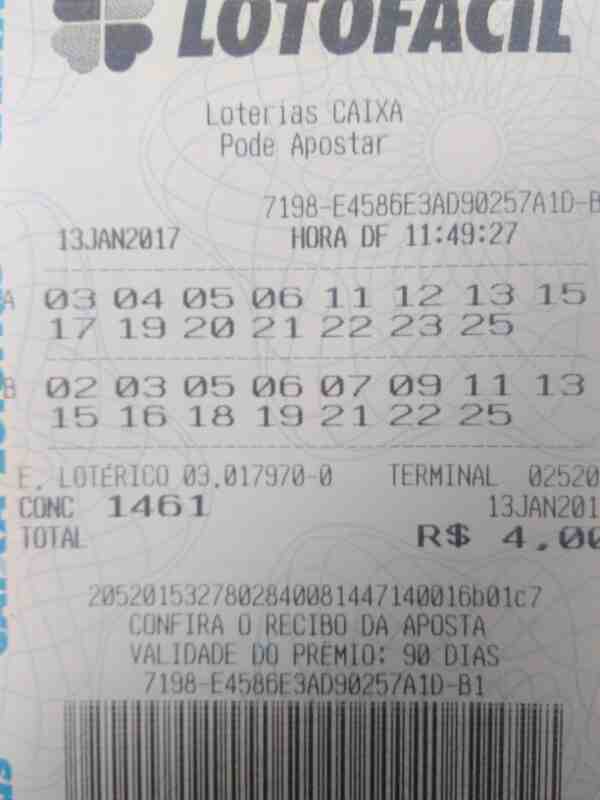 LOTOFÁCIL
Loterias CAIXA
Pode Apostar
7198-E4586E3AD90257A1D-B
13JAN2017 HORA DF 11:49:27
A 03 04 05 06 11 12 13 15
17 19 20 21 22 23 25
B 02 03 05 06 07 09 11 13
15 16 18 19 21 22 25
E. LOTÉRICO 03.017970-0 TERMINAL 02520
CONC 1461 13JAN201
TOTAL R$ 4,00
20520153278028400814471400­16b01c7
CONFIRA O RECIBO DA APOSTA
VALIDADE DO PRÊMIO: 90 DIAS
7198-E4586E3AD90257A1D-B1